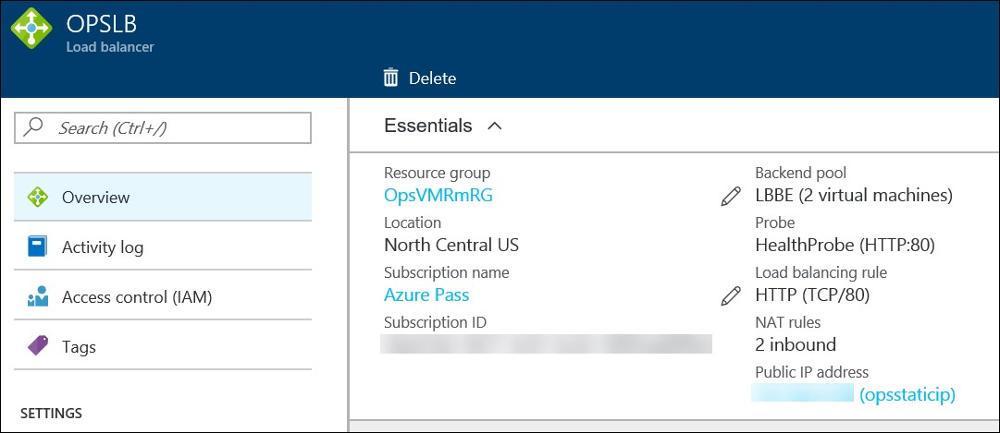 OPSLB
Load balancer
Delete
Search (Ctrl+/)
Overview
Activity log
Access control (IAM)
Tags
SETTINGS
Essentials
Resource group
OpsVMRmRG
Location
North Central US
Subscription name
Azure Pass
Subscription ID
Backend pool
LBBE (2 virtual machines)
Probe
HealthProbe (HTTP:80)
Load balancing rule
HTTP (TCP/80)
NAT rules
2 inbound
Public IP address
(opsstaticip)